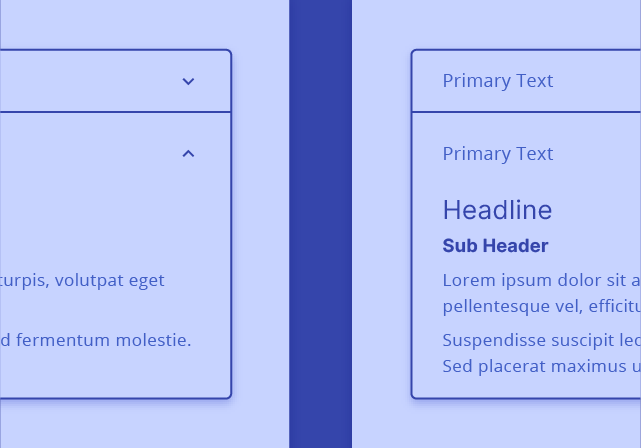 turpis, volutpat eget
d fermentum molestie.
Primary Text
Primary Text
Headline
Sub Header
Lorem ipsum dolor sit a
pellentesque vel, efficitu
Suspendisse suscipit lec
Sed placerat maximus u